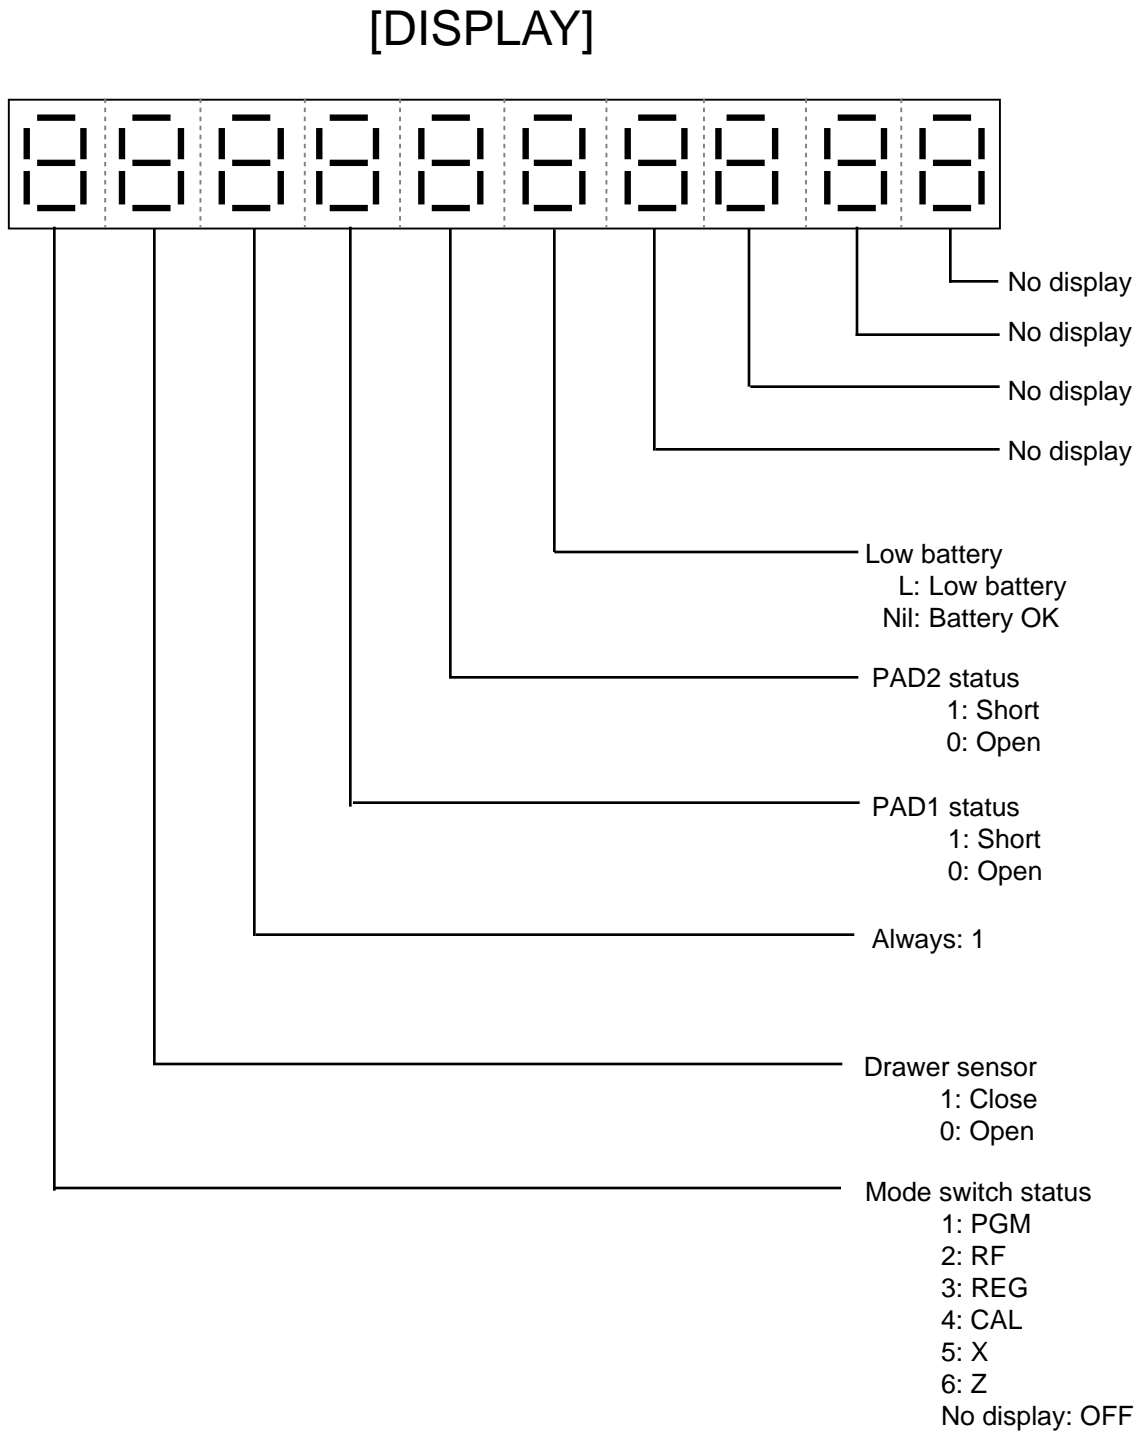 [DISPLAY]
No display
No display
No display
No display
Low battery
L: Low battery
Nil: Battery OK
PAD2 status
1: Short
0: Open
PAD1 status
1: Short
0: Open
Always: 1
Drawer sensor
1: Close
0: Open
Mode switch status
1: PGM
2: RF
3: REG
4: CAL
5: X
6: Z
No display: OFF